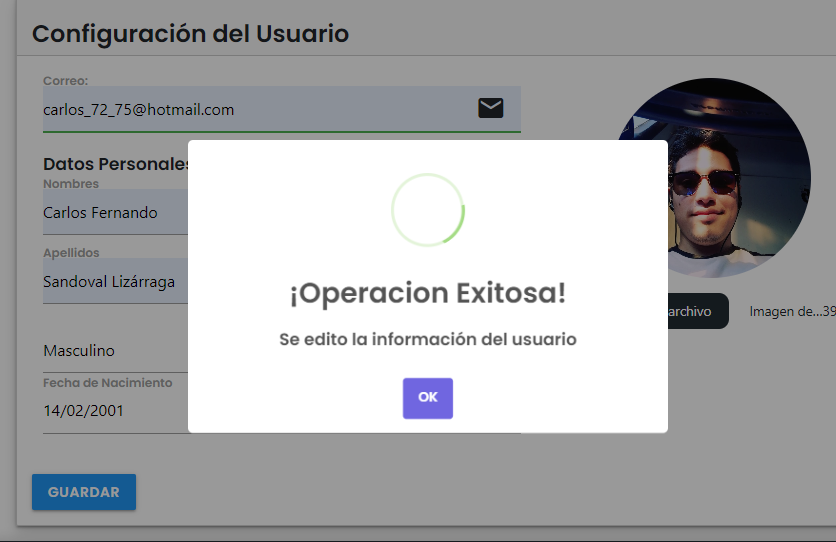 Configuración del Usuario
Correo:
carlos_72_75@hotmail.com
Datos Personales
Nombres
Carlos Fernando
Apellidos
Sandoval Lizárraga
Masculino
Fecha de Nacimiento
14/02/2001
GUARDAR
archivo
Imagen de...39
¡Operacion Exitosa!
Se edito la información del usuario
OK